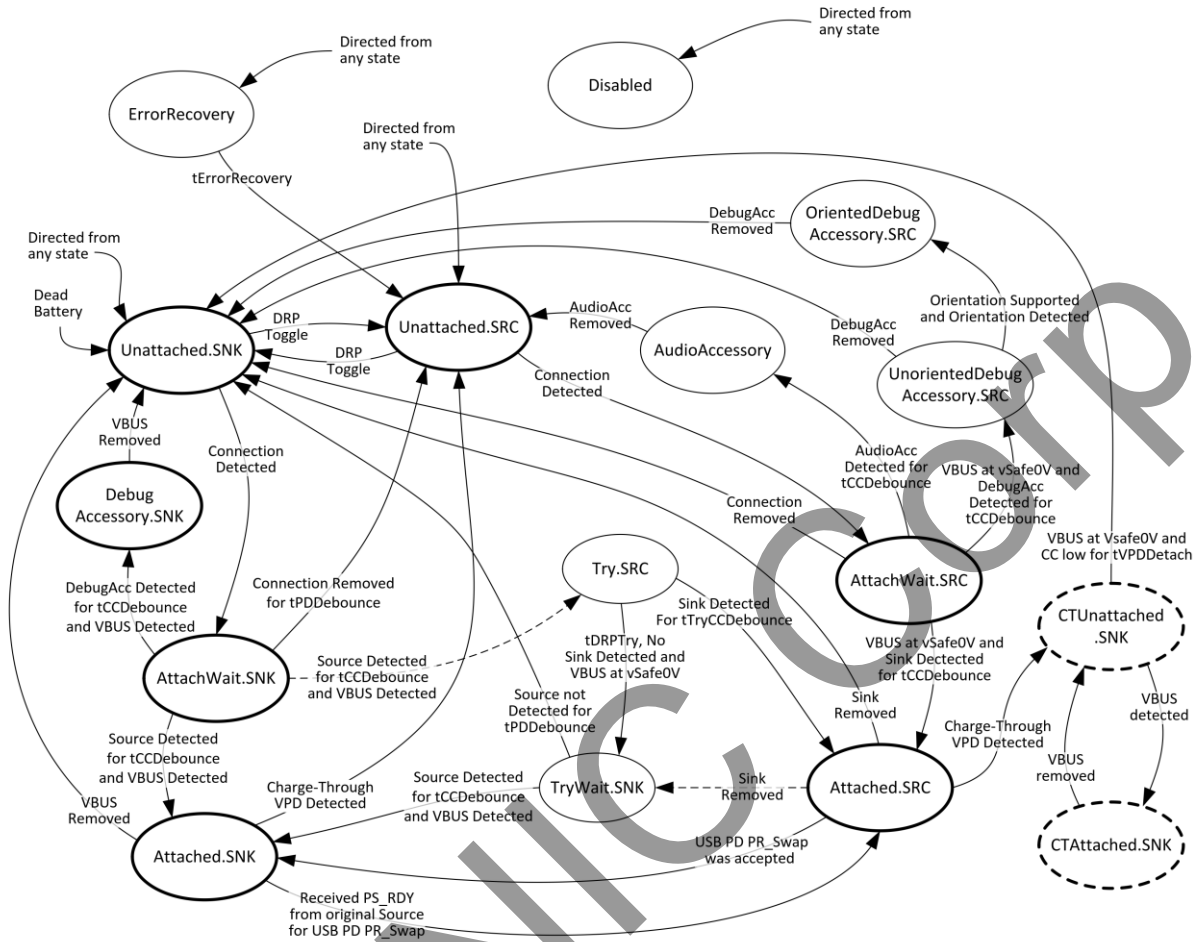 Directed from
any state
Directed from
any state
ErrorRecovery
Disabled
Directed from
any state
tErrorRecovery
OrientedDebug
Accessory.SRC
DebugAcc
Removed
Directed from
any state
Dead
Battery
Unattached.SNK
DRP
Toggle
DRP
Toggle
Unattached.SRC
AudioAcc
Removed
AudioAccessory
DebugAcc
Removed
Orientation Supported
and Orientation Detected
UnorientedDebug
Accessory.SRC
Connection
Detected
VBUS
Removed
Connection
Detected
Debug
Accessory.SNK
AudioAcc
Detected for
tCCDebounce
VBUS at vSafe0V and
DebugAcc
Detected for
tCCDebounce
Connection
Removed
VBUS at Vsafe0V and
CC low for tVPDDetach
DebugAcc Detected
for tCCDebounce
and VBUS Detected
Connection Removed
for tPDDebounce
Try.SRC
AttachWait.SRC
Sink Detected
For tTryCCDebounce
CTUnattached
.SNK
AttachWait.SNK
Source Detected
for tCCDebounce
and VBUS Detected
tDRPTry, No
Sink Detected and
VBUS at vSafe0V
VBUS at vSafe0V and
Sink Dectected
for tCCDebounce
Source not
Detected for
tPDDebounce
Sink
Removed
VBUS
detected
Charge-Through
VPD Detected
Source Detected
for tCCDebounce
and VBUS Detected
VBUS
removed
Source Detected
for tCCDebounce
and VBUS Detected
TryWait.SNK
Sink
Removed
Attached.SRC
Charge-Through
VPD Detected
VBUS
Removed
Attached.SNK
USB PD PR_Swap
was accepted
CTAttached.SNK
Received PS_RDY
from original Source
for USB PD PR_Swap
IC Corp